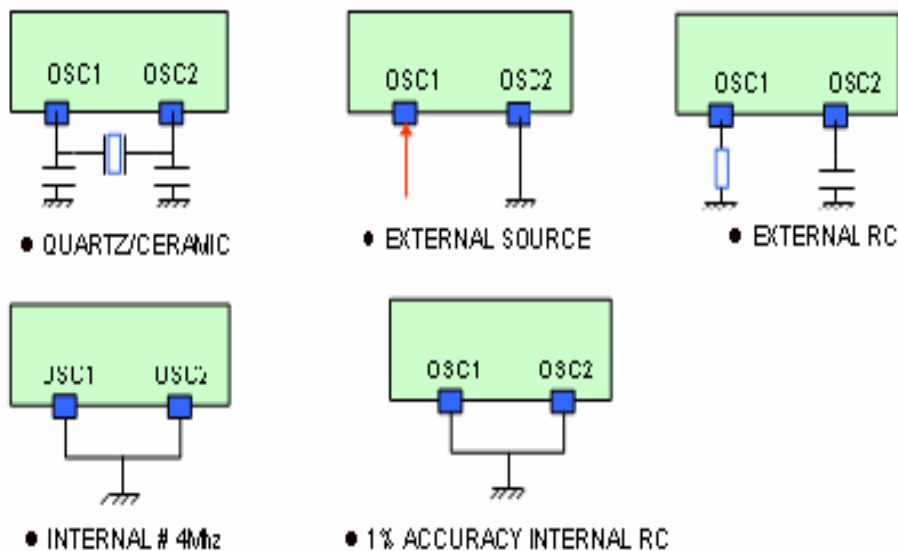 OSC1 OSC2
OSC1 OSC2
OSC1 OSC2
● QUARTZ/CERAMIC
● EXTERNAL SOURCE
● EXTERNAL RC
OSC1 OSC2
OSC1 OSC2
● INTERNAL # 4Mhz
● 1% ACCURACY INTERNAL RC